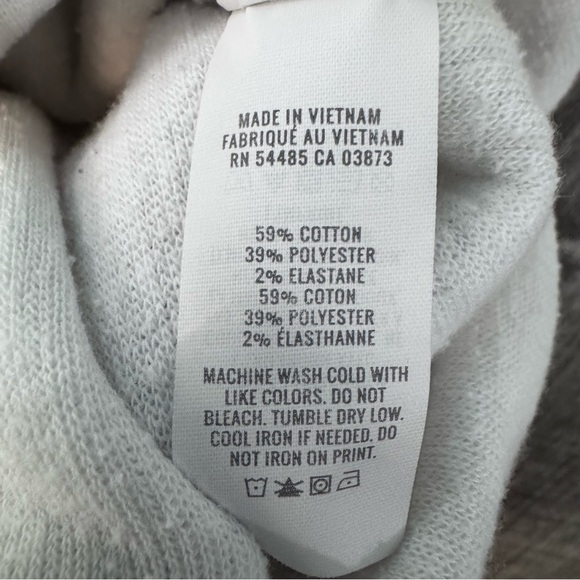 MADE IN VIETNAM
FABRIQUÉ AU VIETNAM
RN 54485 CA 03873
59% COTTON
39% POLYESTER
2% ELASTANE
59% COTON
39% POLYESTER
2% ÉLASTHANNE
MACHINE WASH COLD WITH
LIKE COLORS. DO NOT
BLEACH. TUMBLE DRY LOW.
COOL IRON IF NEEDED. DO
NOT IRON ON PRINT.